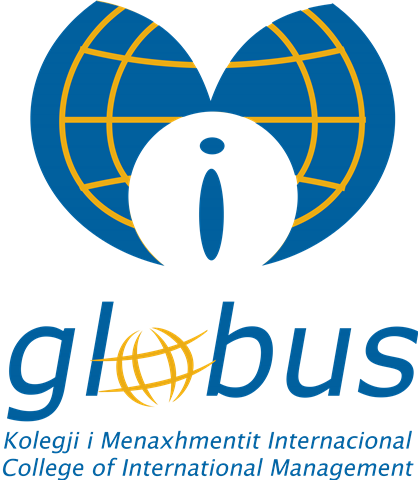 i
globus
Kolegji i Menaxhmentit Internacional
College of International Management